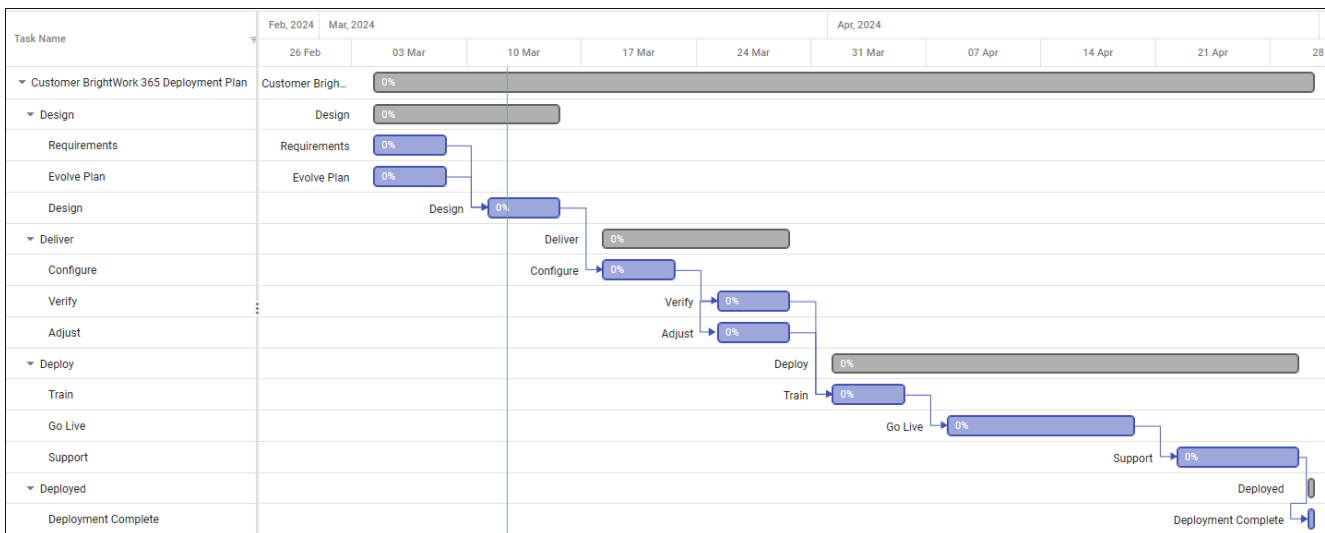 Feb, 2024 Mar, 2024 Apr, 2024
Task Name
26 Feb 03 Mar 10 Mar 17 Mar 24 Mar 31 Mar 07 Apr 14 Apr 21 Apr 28
Customer BrightWork 365 Deployment Plan Customer Brigh... 0%
Design Design 0%
Requirements Requirements 0%
Evolve Plan Evolve Plan 0%
Design Design 0%
Deliver Deliver 0%
Configure Configure 0%
Verify Verify 0%
Adjust Adjust 0%
Deploy Deploy 0%
Train Train 0%
Go Live Go Live 0%
Support Support 0%
Deployed Deployed
Deployment Complete Deployment Complete